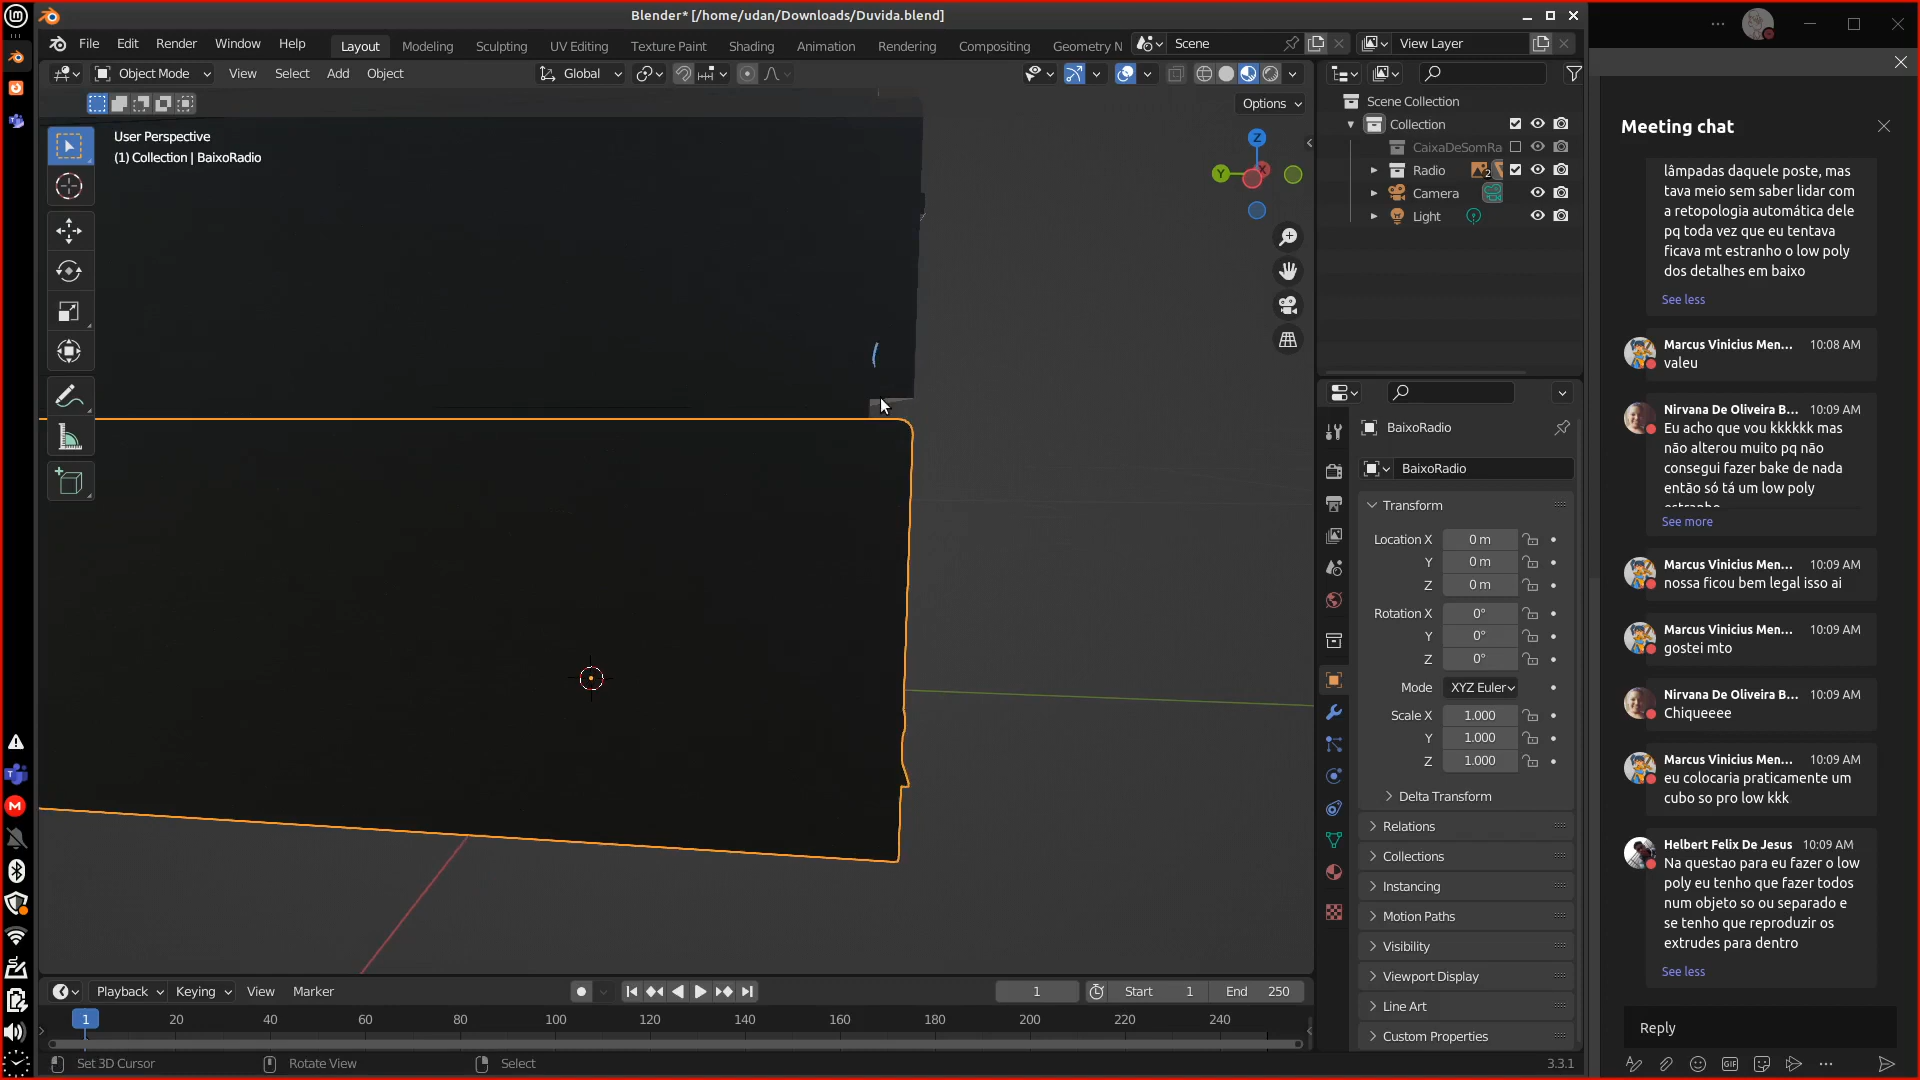 Blender* [/home/udan/Downloads/Duvida.blend]
File Edit Render Window Help Layout Modeling Sculpting UV Editing Texture Paint Shading Animation Rendering Compositing Geometry N Scene View Layer
Object Mode View Select Add Object Global
Options
User Perspective
(1) Collection | BaixoRadio
Z
Y
X
Scene Collection
Collection
CaixaDeSomRa
Radio 2
Camera
Light
BaixoRadio
BaixoRadio
Transform
Location X 0 m
Y 0 m
Z 0 m
Rotation X 0°
Y 0°
Z 0°
Mode XYZ Euler
Scale X 1.000
Y 1.000
Z 1.000
Delta Transform
Relations
Collections
Instancing
Motion Paths
Visibility
Viewport Display
Line Art
Custom Properties
Playback Keying View Marker 1 Start 1 End 250
1 20 40 60 80 100 120 140 160 180 200 220 240
Set 3D Cursor Rotate View Select 3.3.1
Meeting chat
lâmpadas daquele poste, mas
tava meio sem saber lidar com
a retopologia automática dele
pq toda vez que eu tentava
ficava mt estranho o low poly
dos detalhes em baixo
See less
Marcus Vinicius Men... 10:08 AM
valeu
Nirvana De Oliveira B... 10:09 AM
Eu acho que vou kkkkkk mas
não alterou muito pq não
consegui fazer bake de nada
então só tá um low poly
See more
Marcus Vinicius Men... 10:09 AM
nossa ficou bem legal isso ai
Marcus Vinicius Men... 10:09 AM
gostei mto
Nirvana De Oliveira B... 10:09 AM
Chiqueeee
Marcus Vinicius Men... 10:09 AM
eu colocaria praticamente um
cubo so pro low kkk
Helbert Felix De Jesus 10:09 AM
Na questao para eu fazer o low
poly eu tenho que fazer todos
num objeto so ou separado e
se tenho que reproduzir os
extrudes para dentro
See less
Reply
GIF